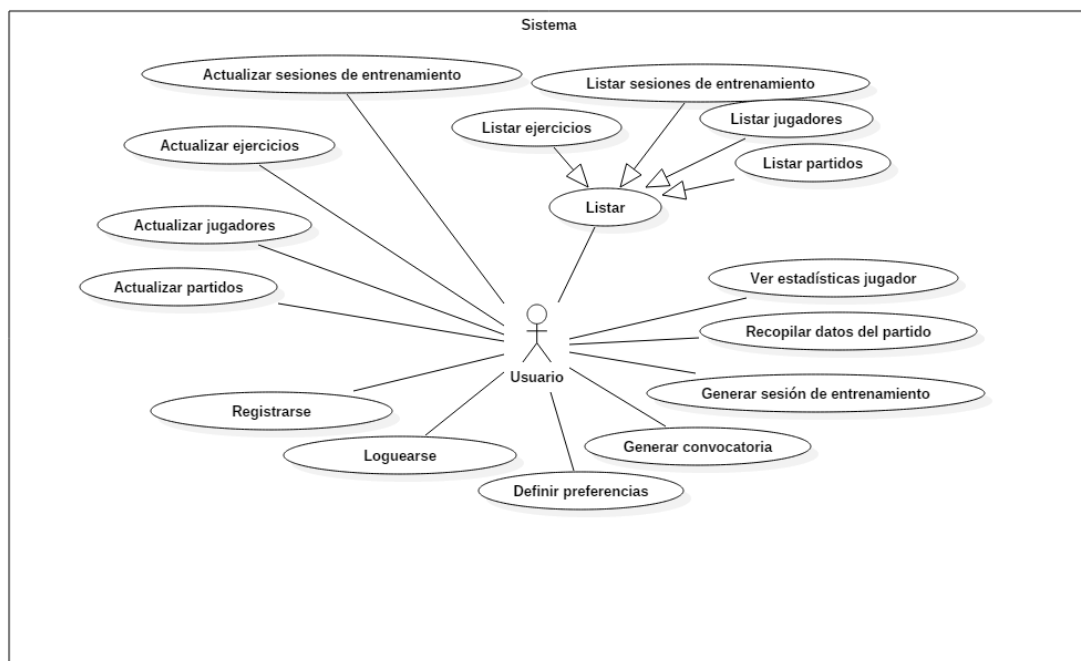 Sistema
Actualizar sesiones de entrenamiento
Listar sesiones de entrenamiento
Listar ejercicios
Listar jugadores
Actualizar ejercicios
Listar partidos
Listar
Actualizar jugadores
Actualizar partidos
Ver estadísticas jugador
Recopilar datos del partido
Usuario
Generar sesión de entrenamiento
Registrarse
Generar convocatoria
Loguearse
Definir preferencias